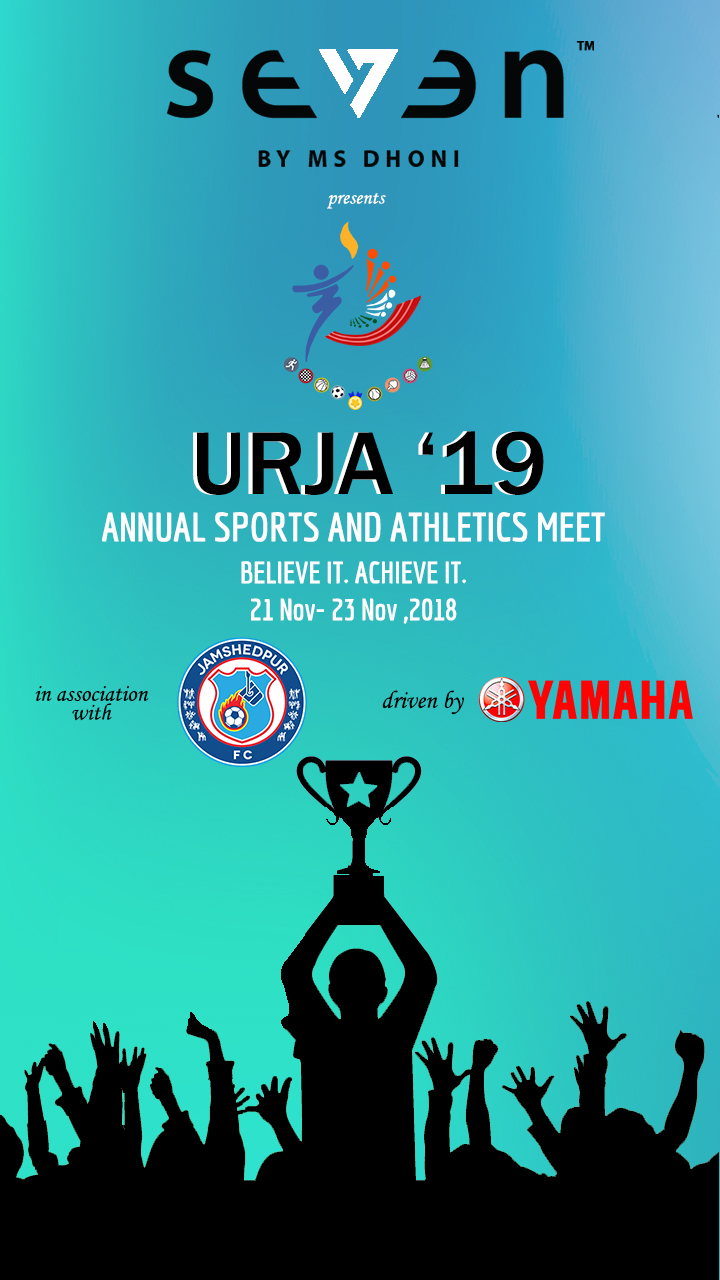 seven™
BY MS DHONI
presents
URJA ‘19
ANNUAL SPORTS AND ATHLETICS MEET
BELIEVE IT. ACHIEVE IT.
21 Nov- 23 Nov ,2018
in association
with
JAMSHEDPUR
FC
driven by
YAMAHA